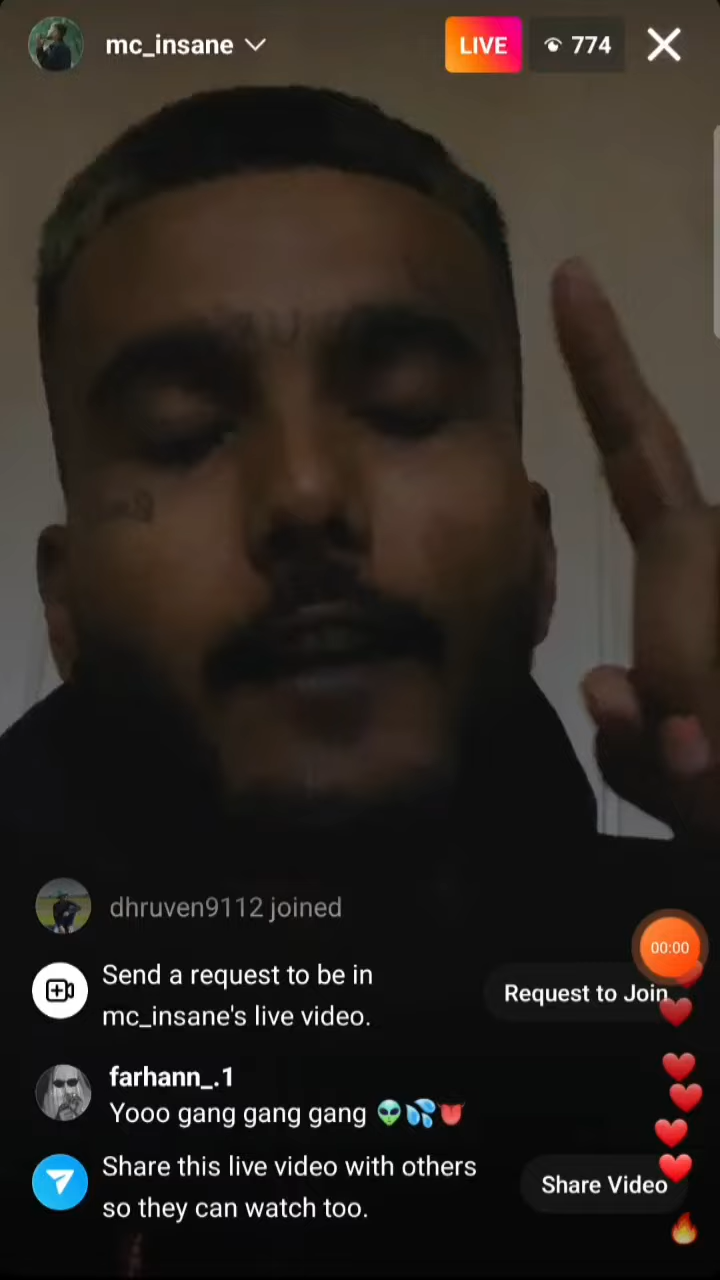 mc_insane
LIVE
774
dhruven9112 joined
Send a request to be in
mc_insane's live video.
Request to Join
00:00
farhann_.1
Yooo gang gang gang 👽💦👅
Share this live video with others
so they can watch too.
Share Video